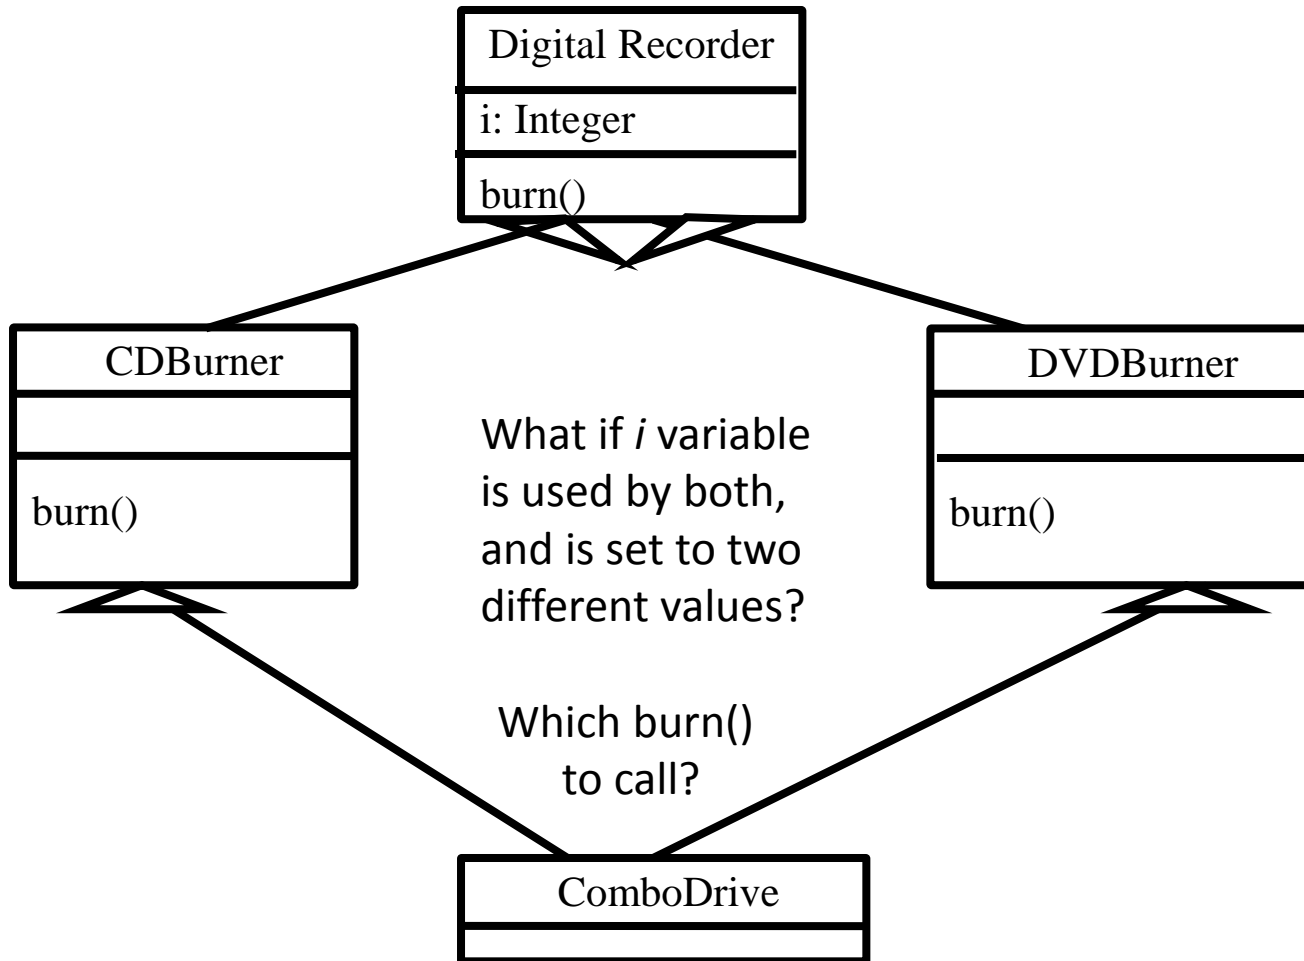 Digital Recorder
i: Integer
burn()
CDBurner
burn()
DVDBurner
burn()
What if i variable
is used by both,
and is set to two
different values?
Which burn()
to call?
ComboDrive